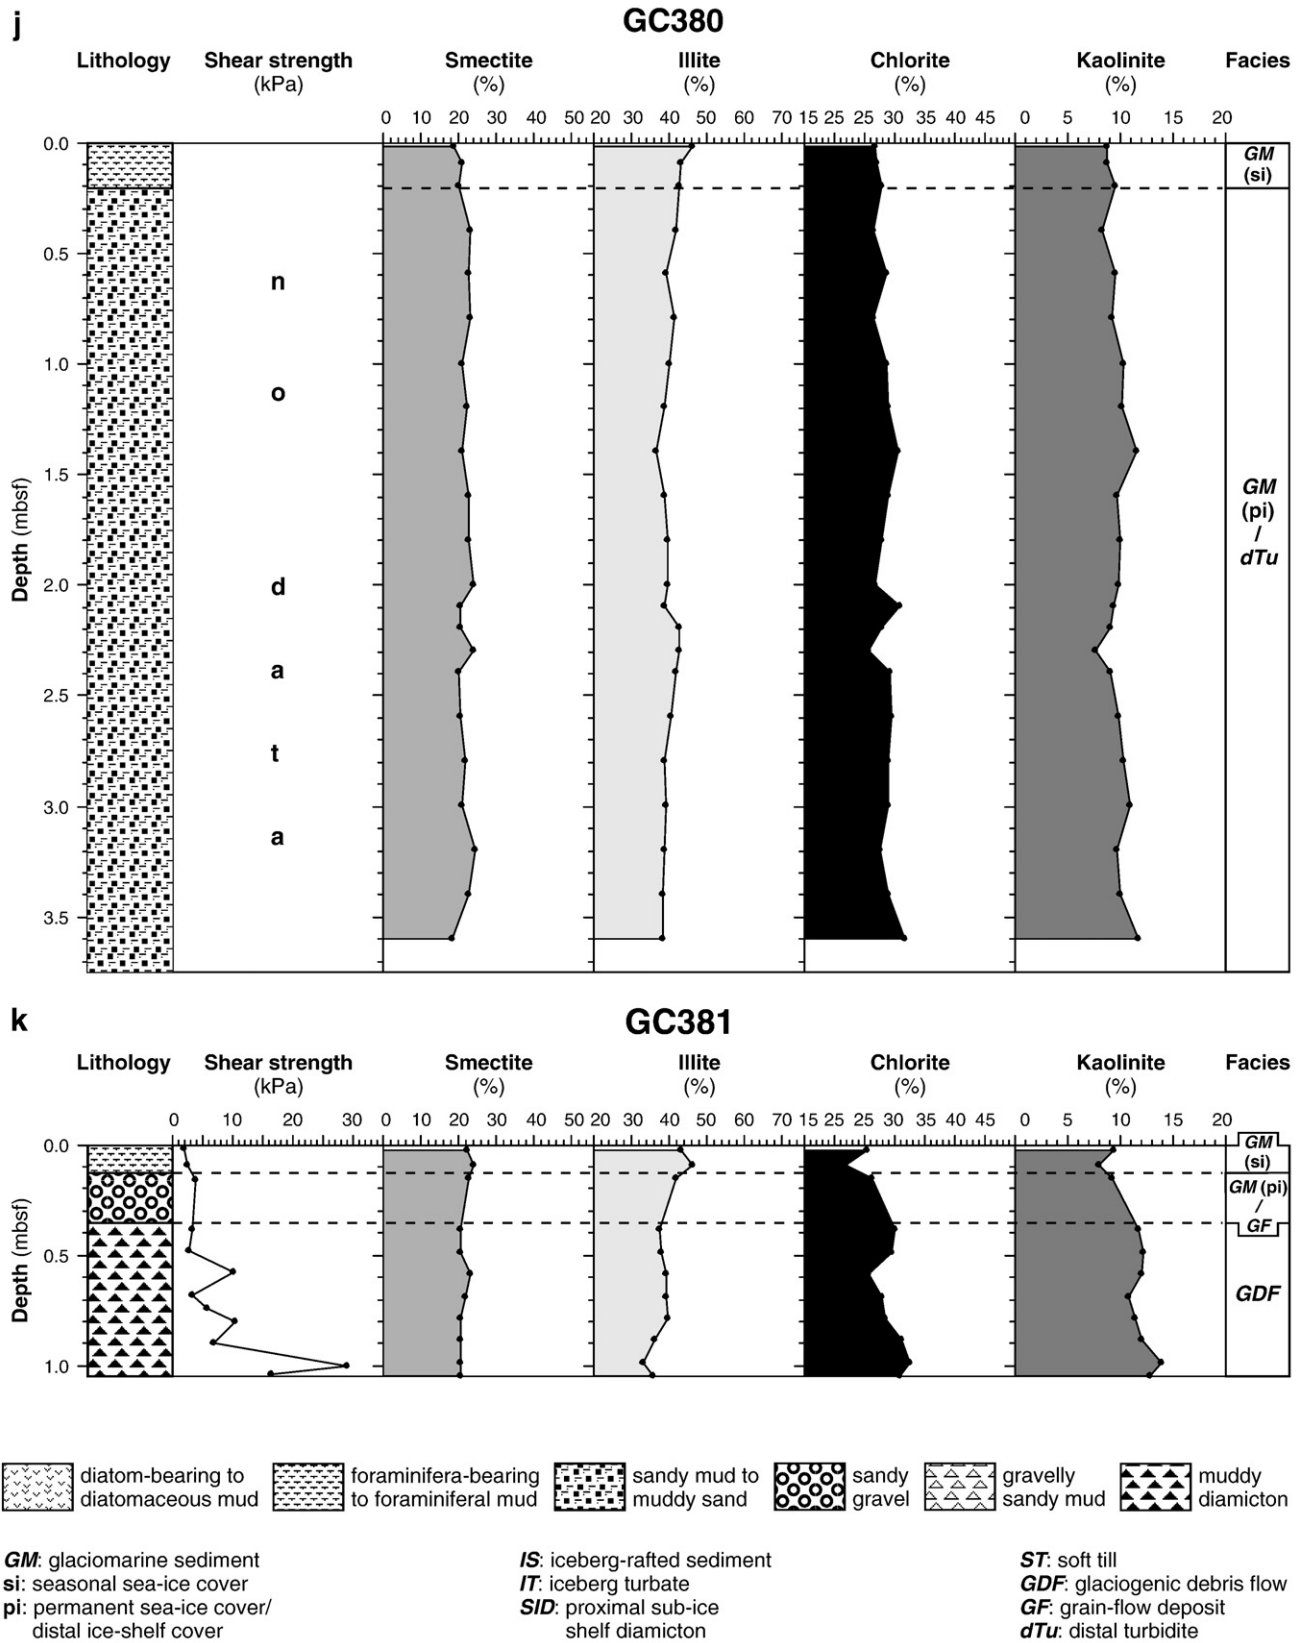 j
GC380
Lithology Shear strength Smectite Illite Chlorite Kaolinite Facies
(kPa) (%) (%) (%) (%)
0 10 20 30 40 50 20 30 40 50 60 70 15 25 25 30 35 40 45 0 5 10 15 20
0.0
GM
(si)
0.5
n
1.0
o
1.5
GM
(pi)
/
dTu
Depth (mbsf)
2.0
d
a
2.5
t
3.0
a
3.5
k
GC381
Lithology Shear strength Smectite Illite Chlorite Kaolinite Facies
(kPa) (%) (%) (%) (%)
0 10 20 30 0 10 20 30 40 50 20 30 40 50 60 70 15 25 25 30 35 40 45 0 5 10 15 20
0.0
GM
(si)
GM (pi)
/
GF
Depth (mbsf)
0.5
GDF
1.0
diatom-bearing to
diatomaceous mud
foraminifera-bearing
to foraminiferal mud
sandy mud to
muddy sand
sandy
gravel
gravelly
sandy mud
muddy
diamicton
GM: glaciomarine sediment
si: seasonal sea-ice cover
pi: permanent sea-ice cover/
distal ice-shelf cover
IS: iceberg-rafted sediment
IT: iceberg turbate
SID: proximal sub-ice
shelf diamicton
ST: soft till
GDF: glaciogenic debris flow
GF: grain-flow deposit
dTu: distal turbidite